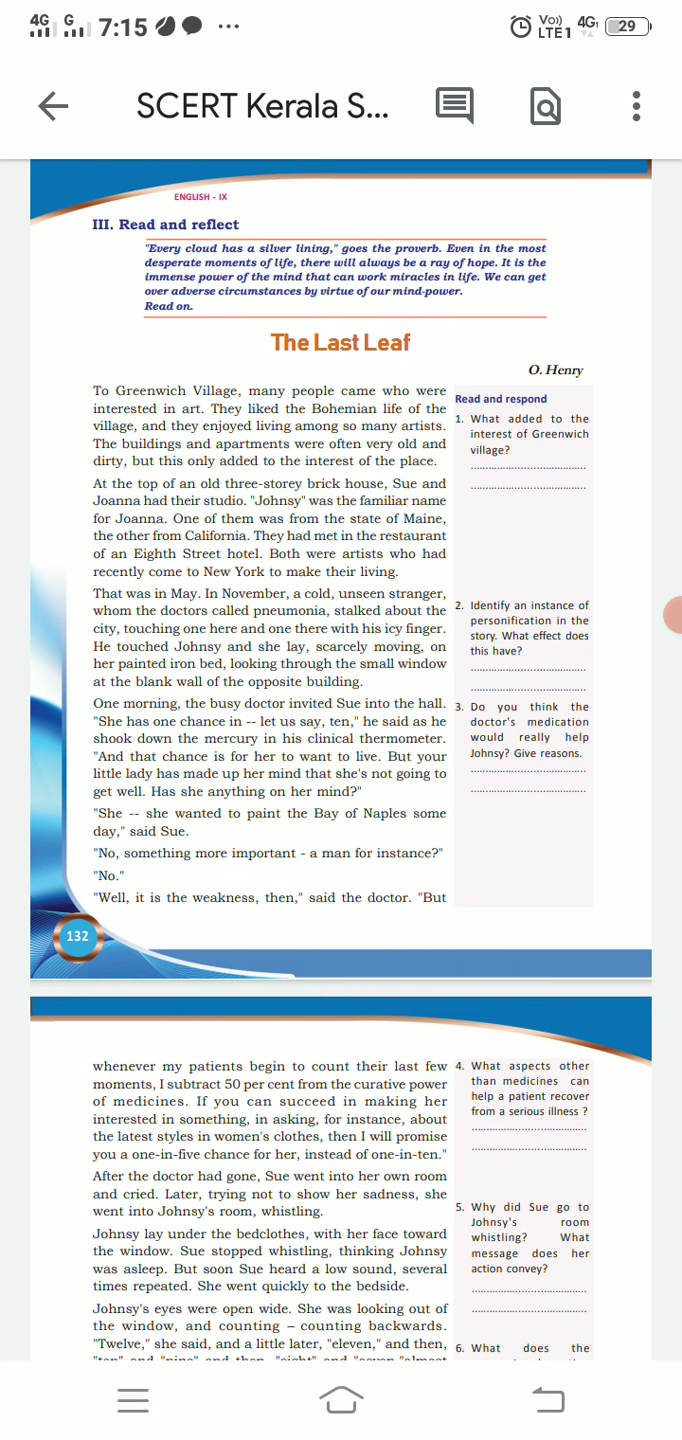 4G G 7:15 ... Vo)) LTE1 4G 29
SCERT Kerala S...
ENGLISH - IX
III. Read and reflect
"Every cloud has a silver lining," goes the proverb. Even in the most
desperate moments of life, there will always be a ray of hope. It is the
immense power of the mind that can work miracles in life. We can get
over adverse circumstances by virtue of our mind-power.
Read on.
The Last Leaf
O. Henry
To Greenwich Village, many people came who were
interested in art. They liked the Bohemian life of the
village, and they enjoyed living among so many artists.
The buildings and apartments were often very old and
dirty, but this only added to the interest of the place.
At the top of an old three-storey brick house, Sue and
Joanna had their studio. "Johnsy" was the familiar name
for Joanna. One of them was from the state of Maine,
the other from California. They had met in the restaurant
of an Eighth Street hotel. Both were artists who had
recently come to New York to make their living.
That was in May. In November, a cold, unseen stranger,
whom the doctors called pneumonia, stalked about the
city, touching one here and one there with his icy finger.
He touched Johnsy and she lay, scarcely moving, on
her painted iron bed, looking through the small window
at the blank wall of the opposite building.
One morning, the busy doctor invited Sue into the hall.
"She has one chance in -- let us say, ten," he said as he
shook down the mercury in his clinical thermometer.
"And that chance is for her to want to live. But your
little lady has made up her mind that she's not going to
get well. Has she anything on her mind?"
"She -- she wanted to paint the Bay of Naples some
day," said Sue.
"No, something more important - a man for instance?"
"No."
"Well, it is the weakness, then," said the doctor. "But
Read and respond
1. What added to the
interest of Greenwich
village?
2. Identify an instance of
personification in the
story. What effect does
this have?
3. Do you think the
doctor's medication
would really help
Johnsy? Give reasons.
132
whenever my patients begin to count their last few
moments, I subtract 50 per cent from the curative power
of medicines. If you can succeed in making her
interested in something, in asking, for instance, about
the latest styles in women's clothes, then I will promise
you a one-in-five chance for her, instead of one-in-ten."
After the doctor had gone, Sue went into her own room
and cried. Later, trying not to show her sadness, she
went into Johnsy's room, whistling.
Johnsy lay under the bedclothes, with her face toward
the window. Sue stopped whistling, thinking Johnsy
was asleep. But soon Sue heard a low sound, several
times repeated. She went quickly to the bedside.
Johnsy's eyes were open wide. She was looking out of
the window, and counting – counting backwards.
"Twelve," she said, and a little later, "eleven," and then,
"ten" and "nine" and then, "eight" and "seven "almost
4. What aspects other
than medicines can
help a patient recover
from a serious illness ?
5. Why did Sue go to
Johnsy's room
whistling? What
message does her
action convey?
6. What does the